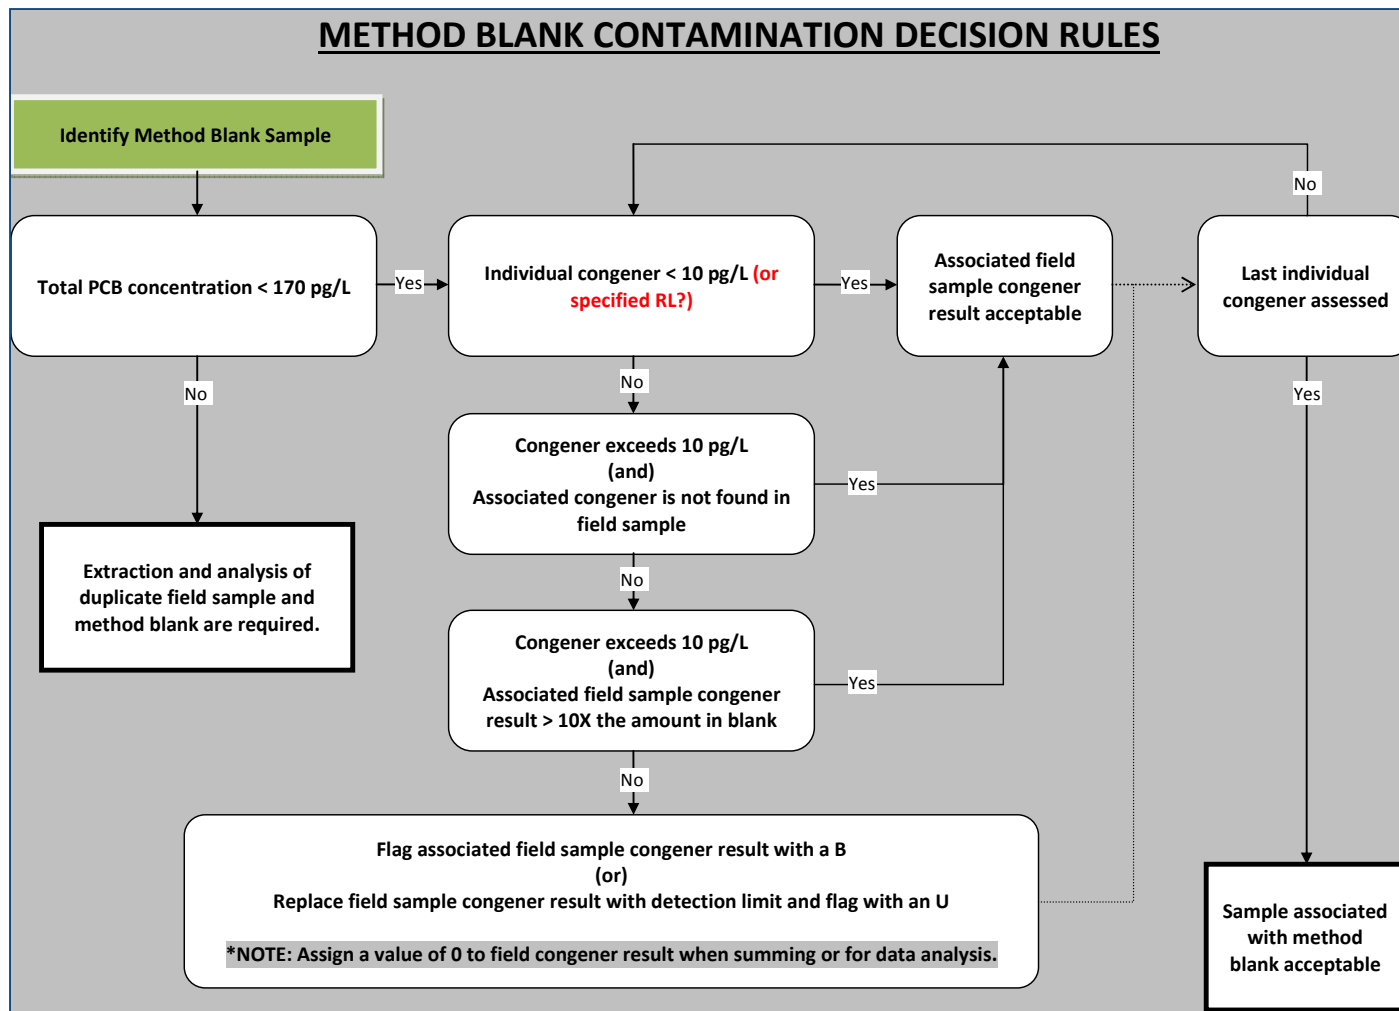 METHOD BLANK CONTAMINATION DECISION RULES
Identify Method Blank Sample
No
Total PCB concentration < 170 pg/L
Yes
Individual congener < 10 pg/L (or
specified RL?)
Yes
Associated field
sample congener
result acceptable
Last individual
congener assessed
No
No
Yes
Congener exceeds 10 pg/L
(and)
Associated congener is not found in
field sample
Yes
Extraction and analysis of
duplicate field sample and
method blank are required.
No
Congener exceeds 10 pg/L
(and)
Associated field sample congener
result > 10X the amount in blank
Yes
No
Flag associated field sample congener result with a B
(or)
Replace field sample congener result with detection limit and flag with an U
*NOTE: Assign a value of 0 to field congener result when summing or for data analysis.
Sample associated
with method
blank acceptable